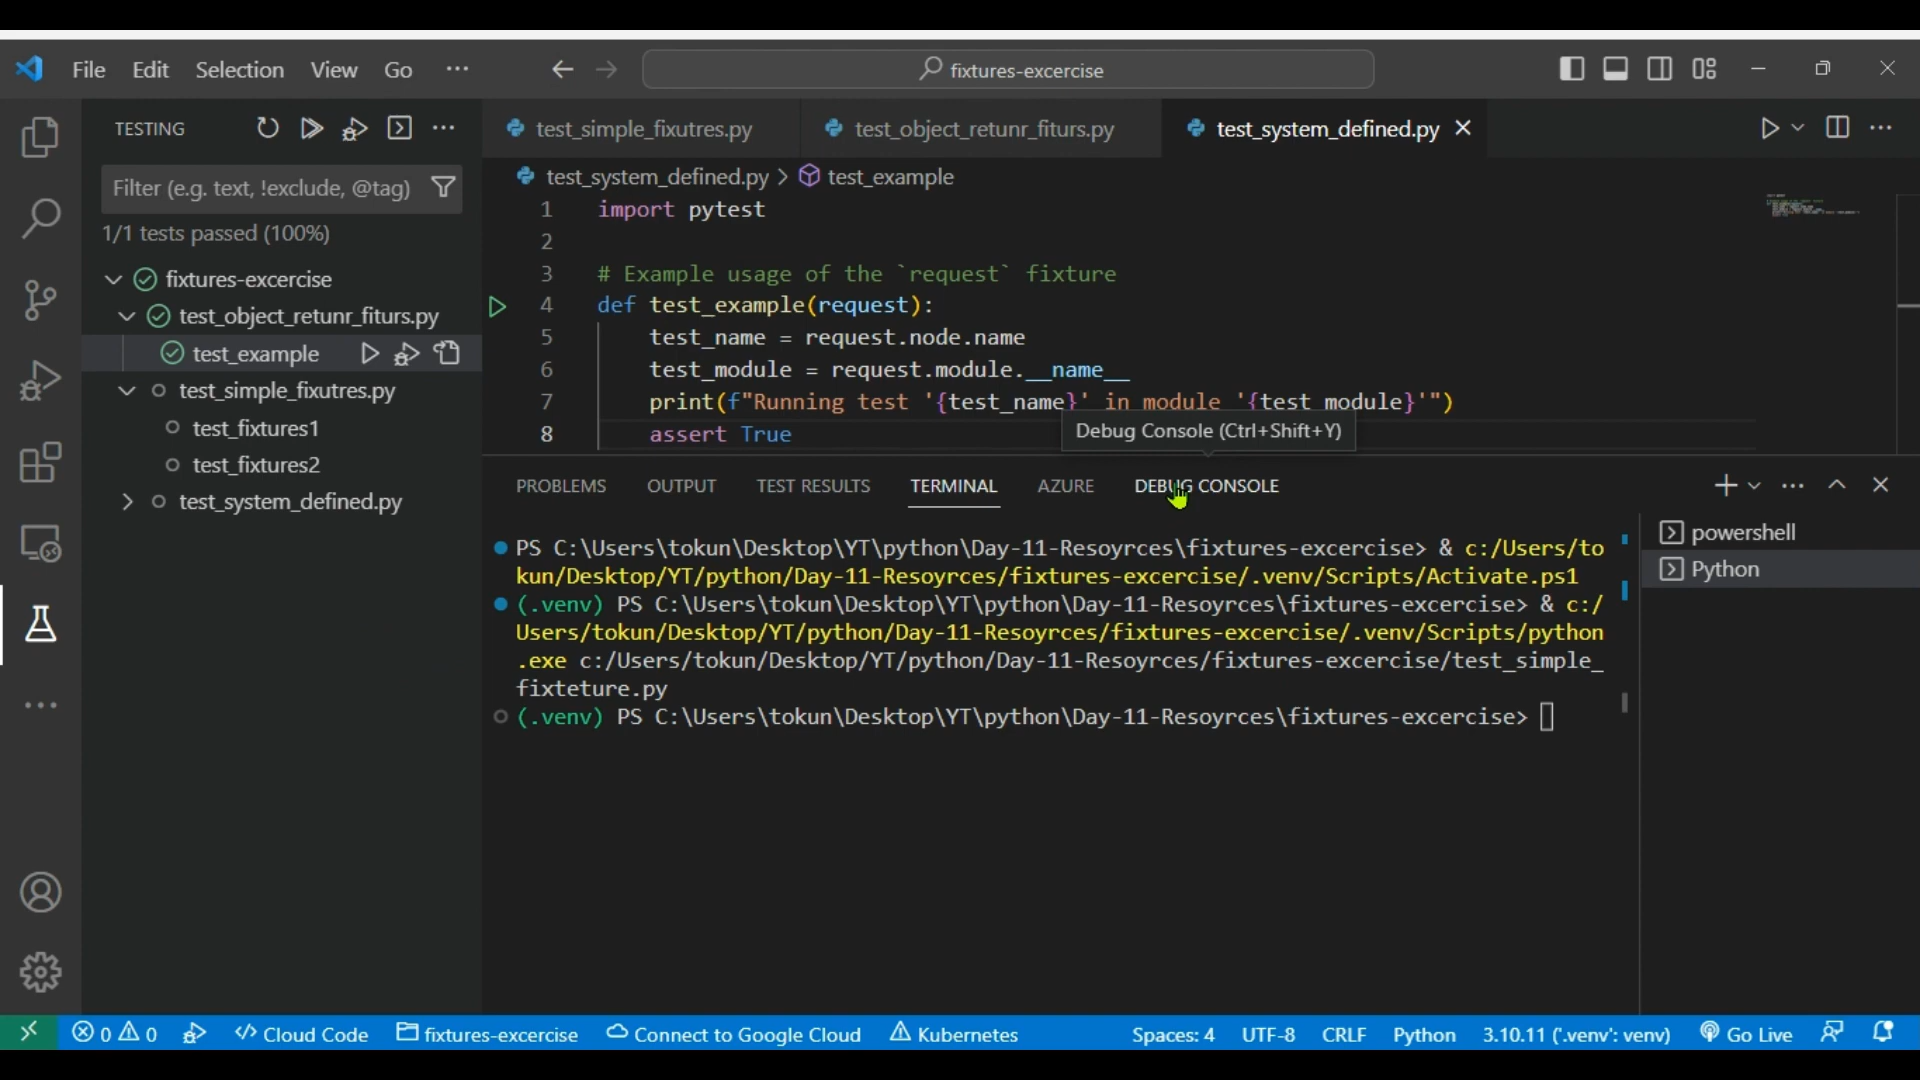 File Edit Selection View Go ···
fixtures-excercise
TESTING
Filter (e.g. text, !exclude, @tag)
1/1 tests passed (100%)
fixtures-excercise
test_object_retunr_fiturs.py
test_example
test_simple_fixutres.py
test_fixtures1
test_fixtures2
test_system_defined.py
test_simple_fixutres.py test_object_retunr_fiturs.py test_system_defined.py
test_system_defined.py > test_example
1 import pytest
2
3 # Example usage of the `request` fixture
4 def test_example(request):
5 test_name = request.node.name
6 test_module = request.module.__name__
7 print(f"Running test '{test_name}' in module '{test_module}'")
8 assert True
Debug Console (Ctrl+Shift+Y)
PROBLEMS OUTPUT TEST RESULTS TERMINAL AZURE DEBUG CONSOLE
PS C:\Users\tokun\Desktop\YT\python\Day-11-Resoyrces\fixtures-excercise> & c:/Users/to
kun/Desktop/YT/python/Day-11-Resoyrces/fixtures-excercise/.venv/Scripts/Activate.ps1
(.venv) PS C:\Users\tokun\Desktop\YT\python\Day-11-Resoyrces\fixtures-excercise> & c:/
Users/tokun/Desktop/YT/python/Day-11-Resoyrces/fixtures-excercise/.venv/Scripts/python
.exe c:/Users/tokun/Desktop/YT/python/Day-11-Resoyrces/fixtures-excercise/test_simple_
fixteture.py
(.venv) PS C:\Users\tokun\Desktop\YT\python\Day-11-Resoyrces\fixtures-excercise>
powershell
Python
0 0 Cloud Code fixtures-excercise Connect to Google Cloud Kubernetes Spaces: 4 UTF-8 CRLF Python 3.10.11 ('.venv': venv) Go Live